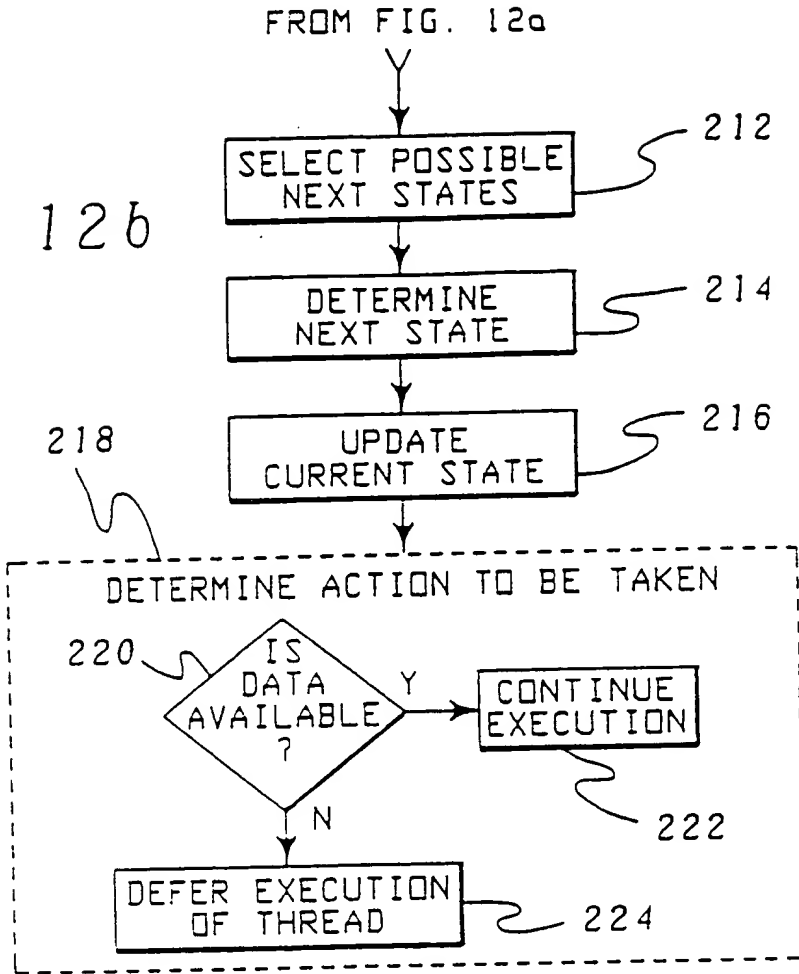 FROM FIG. 12a
SELECT POSSIBLE
NEXT STATES
212
12b
DETERMINE
NEXT STATE
214
UPDATE
CURRENT STATE
216
218
DETERMINE ACTION TO BE TAKEN
220
IS
DATA
AVAILABLE
?
Y
CONTINUE
EXECUTION
222
N
DEFER EXECUTION
OF THREAD
224